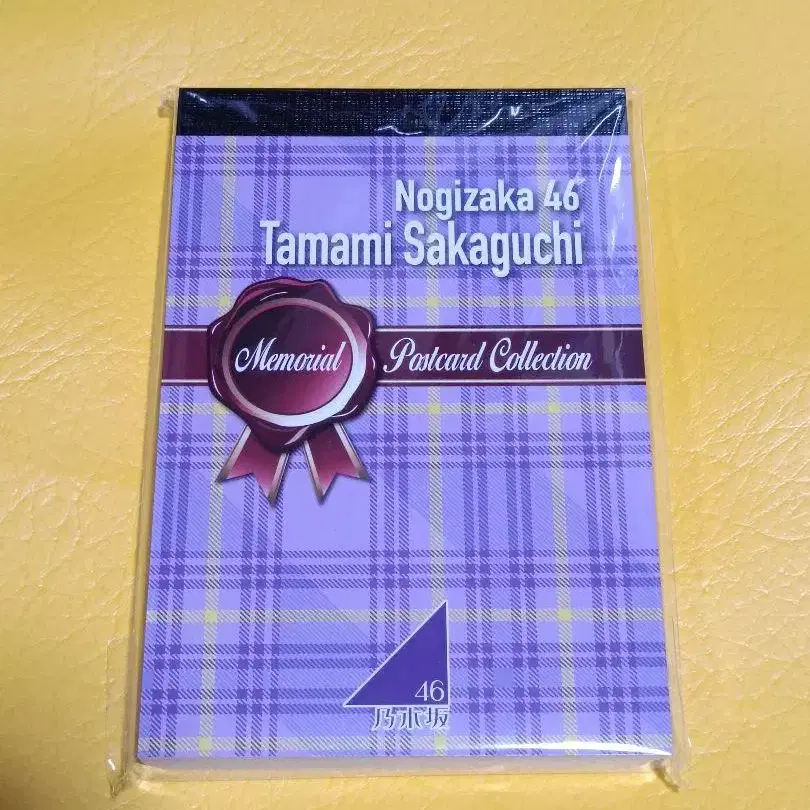 Nogizaka 46
Tamami Sakaguchi
Memorial Postcard Collection
46
乃木坂